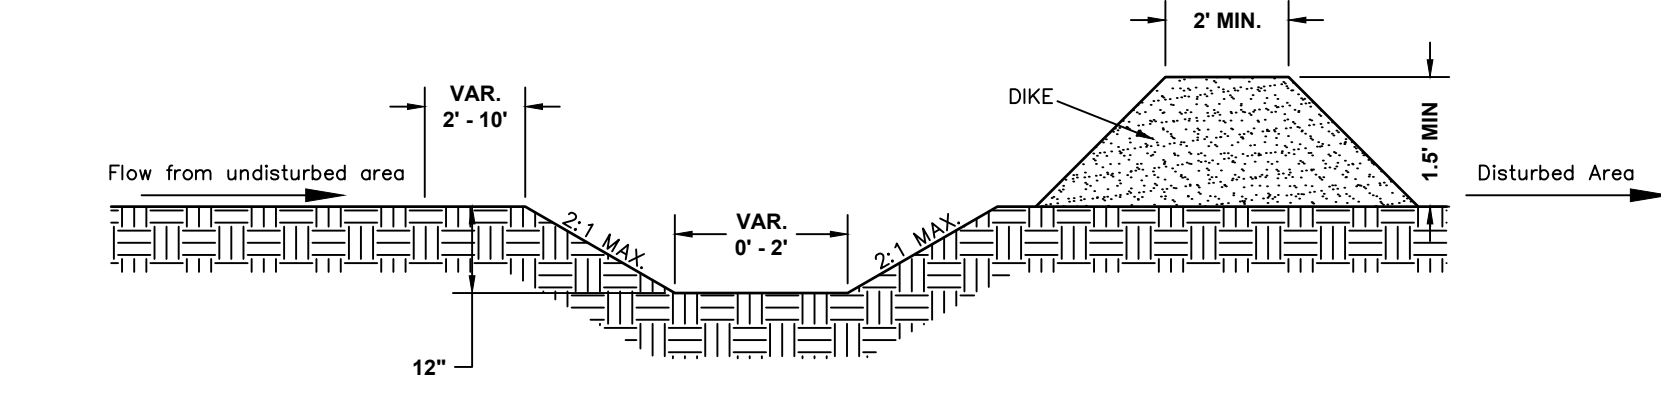 2' MIN.
VAR.
2' - 10'
DIKE
1.5' MIN
Flow from undisturbed area
Disturbed Area
2:1 MAX.
VAR.
0' - 2'
2:1 MAX.
12"